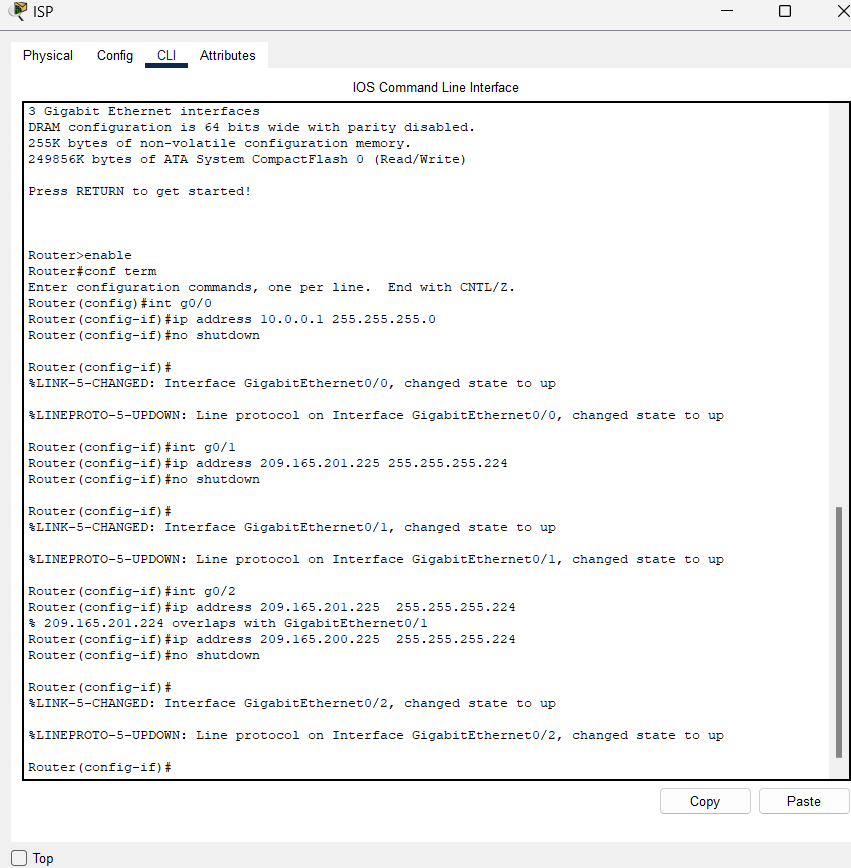 ISP
Physical Config CLI Attributes
IOS Command Line Interface
3 Gigabit Ethernet interfaces
DRAM configuration is 64 bits wide with parity disabled.
255K bytes of non-volatile configuration memory.
249856K bytes of ATA System CompactFlash 0 (Read/Write)
Press RETURN to get started!
Router>enable
Router#conf term
Enter configuration commands, one per line.  End with CNTL/Z.
Router(config)#int g0/0
Router(config-if)#ip address 10.0.0.1 255.255.255.0
Router(config-if)#no shutdown
Router(config-if)#
%LINK-5-CHANGED: Interface GigabitEthernet0/0, changed state to up
%LINEPROTO-5-UPDOWN: Line protocol on Interface GigabitEthernet0/0, changed state to up
Router(config-if)#int g0/1
Router(config-if)#ip address 209.165.201.225 255.255.255.224
Router(config-if)#no shutdown
Router(config-if)#
%LINK-5-CHANGED: Interface GigabitEthernet0/1, changed state to up
%LINEPROTO-5-UPDOWN: Line protocol on Interface GigabitEthernet0/1, changed state to up
Router(config-if)#int g0/2
Router(config-if)#ip address 209.165.201.225  255.255.255.224
% 209.165.201.224 overlaps with GigabitEthernet0/1
Router(config-if)#ip address 209.165.200.225  255.255.255.224
Router(config-if)#no shutdown
Router(config-if)#
%LINK-5-CHANGED: Interface GigabitEthernet0/2, changed state to up
%LINEPROTO-5-UPDOWN: Line protocol on Interface GigabitEthernet0/2, changed state to up
Router(config-if)#
Copy Paste
Top